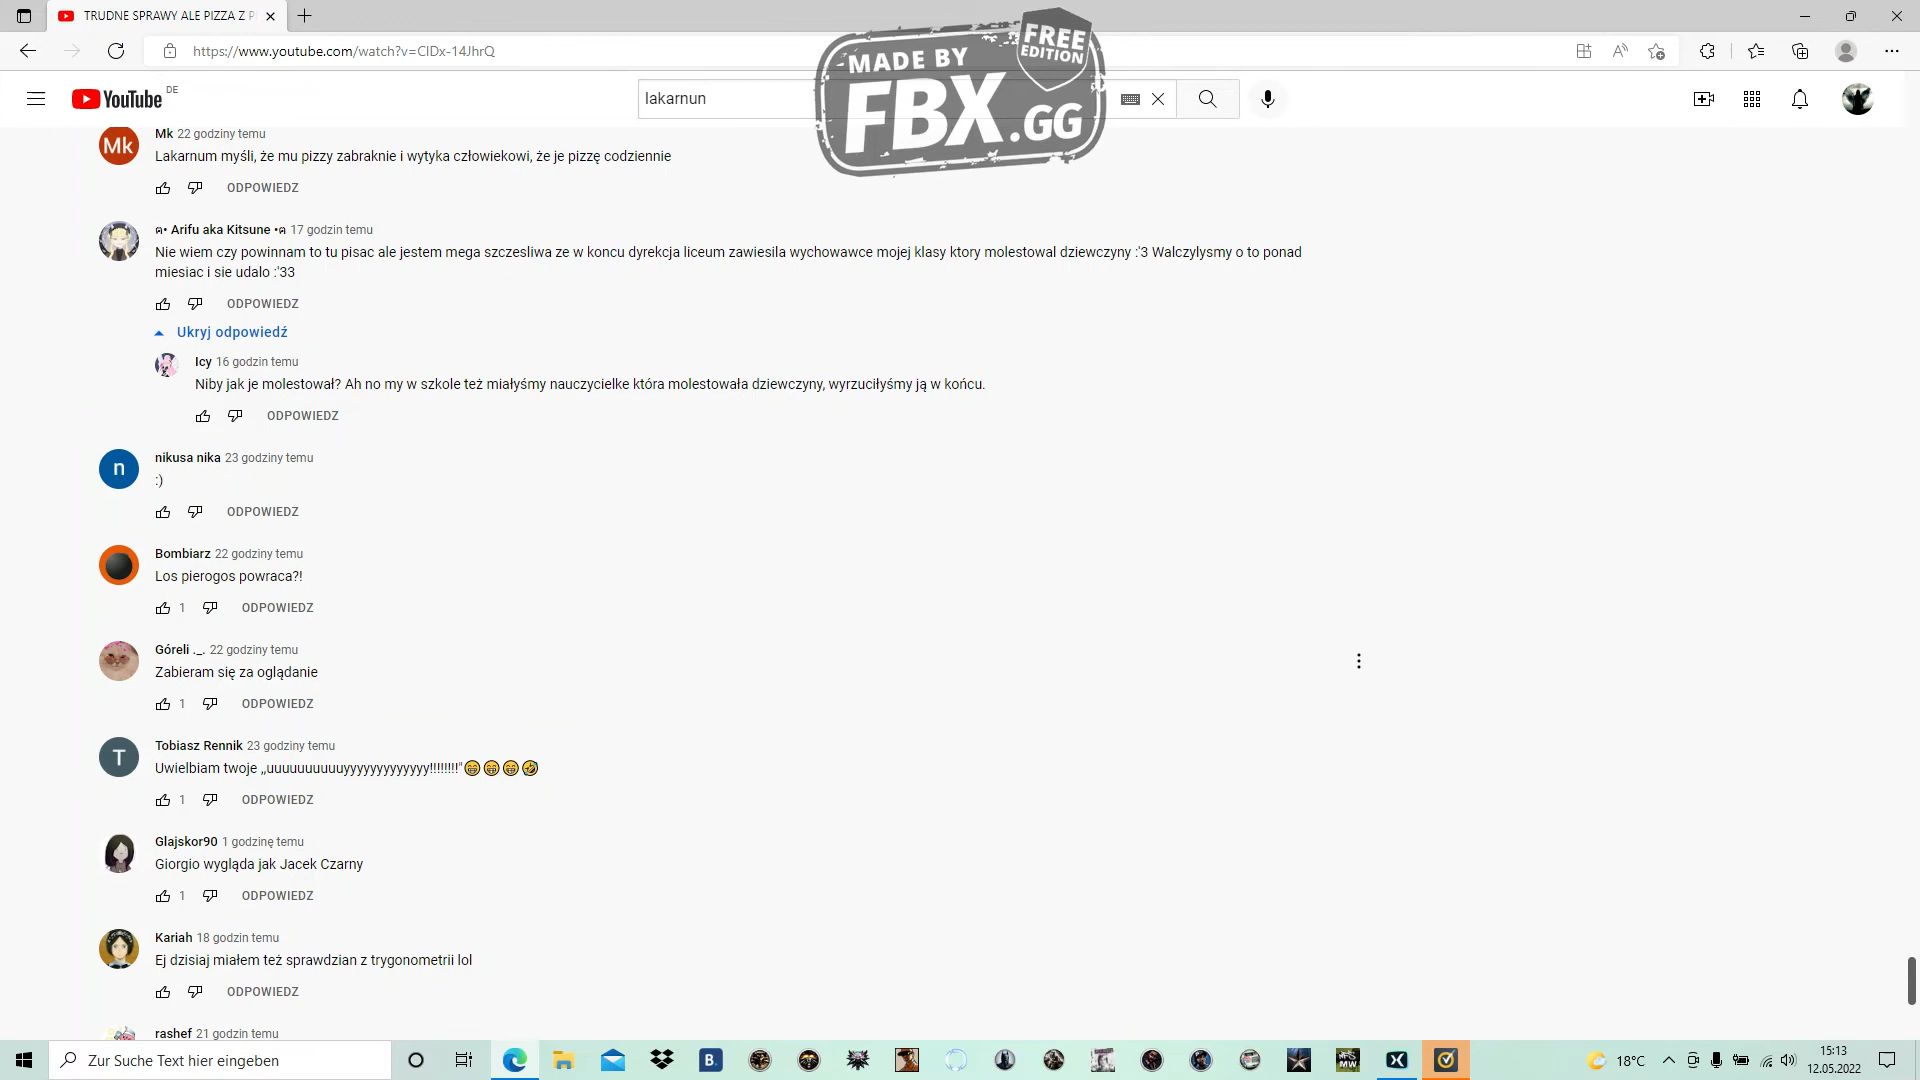 TRUDNE SPRAWY ALE PIZZA Z P
https://www.youtube.com/watch?v=CIDx-14JhrQ
MADE BY
FBX.GG
FREE
EDITION
YouTube DE
lakarnun
Mk
Mk 22 godziny temu
Lakarnum myśli, że mu pizzy zabraknie i wytyka człowiekowi, że je pizzę codziennie
ODPOWIEDZ
ฅ• Arifu aka Kitsune •ฅ 17 godzin temu
Nie wiem czy powinnam to tu pisac ale jestem mega szczesliwa ze w koncu dyrekcja liceum zawiesila wychowawce mojej klasy ktory molestowal dziewczyny :'3 Walczylysmy o to ponad
miesiac i sie udalo :'33
ODPOWIEDZ
Ukryj odpowiedź
Icy 16 godzin temu
Niby jak je molestował? Ah no my w szkole też miałyśmy nauczycielke która molestowała dziewczyny, wyrzuciłyśmy ją w końcu.
ODPOWIEDZ
n
nikusa nika 23 godziny temu
:)
ODPOWIEDZ
Bombiarz 22 godziny temu
Los pierogos powraca?!
1 ODPOWIEDZ
Góreli ._. 22 godziny temu
Zabieram się za oglądanie
1 ODPOWIEDZ
T
Tobiasz Rennik 23 godziny temu
Uwielbiam twoje ,,uuuuuuuuuuyyyyyyyyyyyyy!!!!!!!!"😁😁😁🤣
1 ODPOWIEDZ
Glajskor90 1 godzinę temu
Giorgio wygląda jak Jacek Czarny
1 ODPOWIEDZ
Kariah 18 godzin temu
Ej dzisiaj miałem też sprawdzian z trygonometrii lol
ODPOWIEDZ
rashef 21 godzin temu
Zur Suche Text hier eingeben
B.
MW
18°C
15:13
12.05.2022